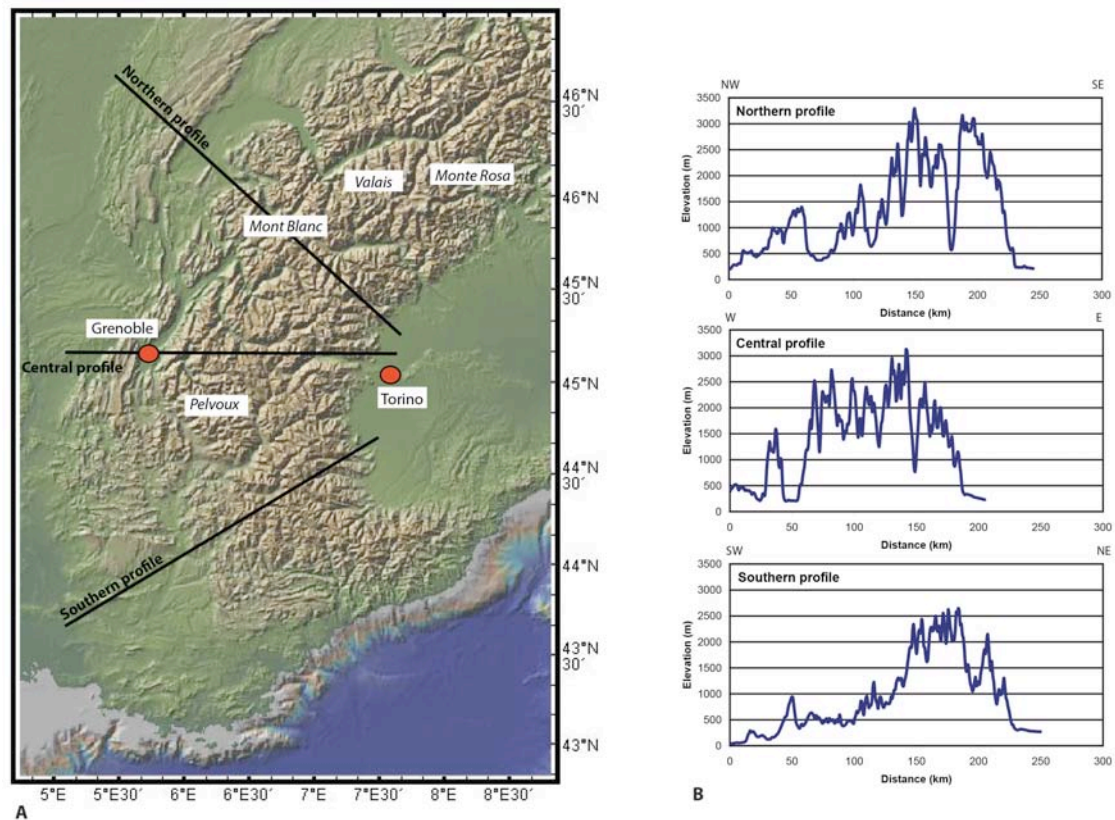 Northern profile
Valais
Monte Rosa
Mont Blanc
Grenoble
Central profile
Torino
Pelvoux
Southern profile
46°N
30′
46°N
45°N
30′
45°N
44°N
30′
44°N
43°N
30′
43°N
5°E
5°E30′
6°E
6°E30′
7°E
7°E30′
8°E
8°E30′
A
NW
SE
Northern profile
Elevation (m)
3500
3000
2500
2000
1500
1000
500
0
0
50
100
150
200
250
300
Distance (km)
W
E
Central profile
Elevation (m)
3500
3000
2500
2000
1500
1000
500
0
0
50
100
150
200
250
300
Distance (km)
SW
NE
Southern profile
Elevation (m)
3500
3000
2500
2000
1500
1000
500
0
0
50
100
150
200
250
300
Distance (km)
B